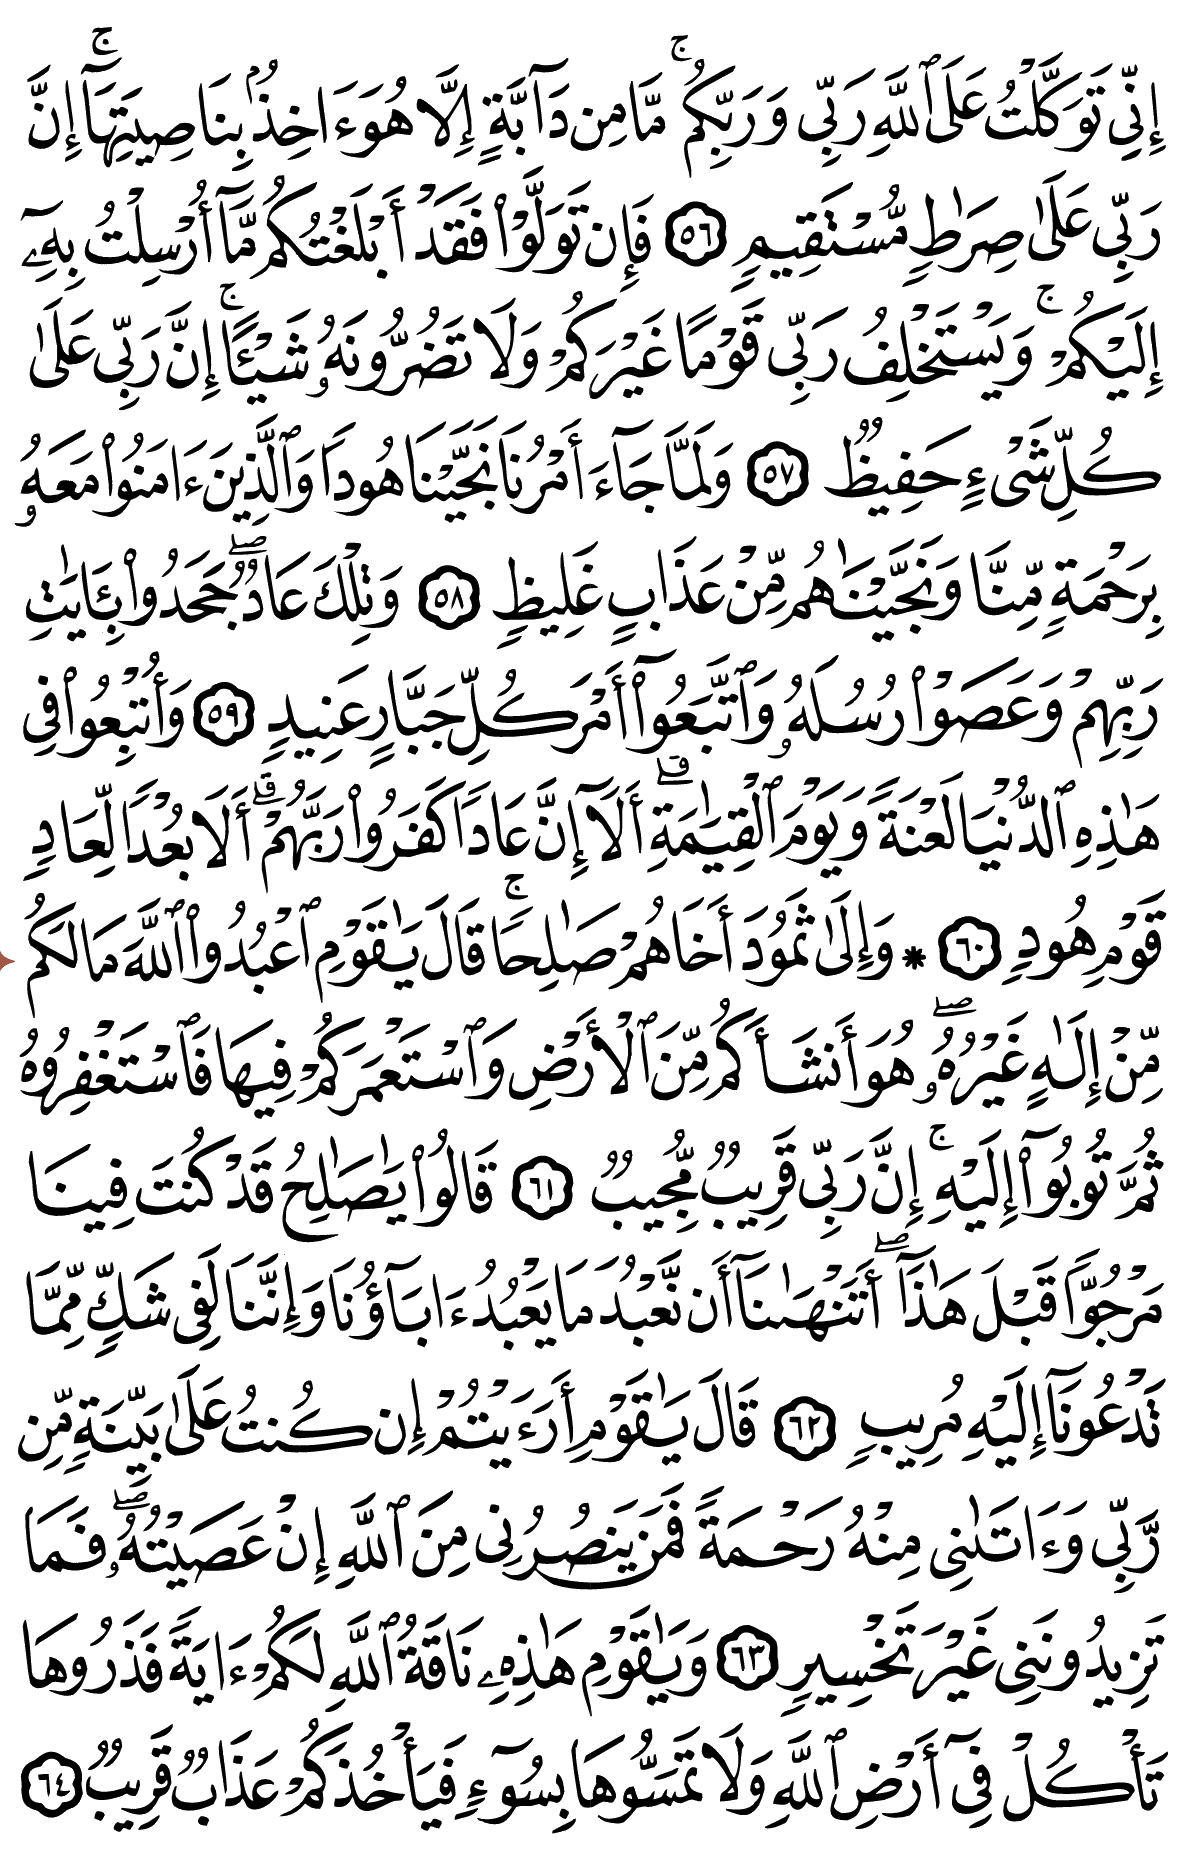 إِنِّى تَوَكَّلْتُ عَلَى ٱللَّهِ رَبِّى وَرَبِّكُمۚ مَّا مِن دَآبَّةٍ إِلَّا هُوَ ءَاخِذُۢ بِنَاصِيَتِهَآۚ إِنَّ
رَبِّى عَلَىٰ صِرَٰطٍ مُّسْتَقِيمٍ ٥٦ فَإِن تَوَلَّوْا۟ فَقَدْ أَبْلَغْتُكُم مَّآ أُرْسِلْتُ بِهِۦٓ
إِلَيْكُمْۚ وَيَسْتَخْلِفُ رَبِّى قَوْمًا غَيْرَكُمْ وَلَا تَضُرُّونَهُۥ شَيْـًٔاۚ إِنَّ رَبِّى عَلَىٰ
كُلِّ شَىْءٍ حَفِيظٌ ٥٧ وَلَمَّا جَآءَ أَمْرُنَا نَجَّيْنَا هُودًا وَٱلَّذِينَ ءَامَنُوا۟ مَعَهُۥ
بِرَحْمَةٍ مِّنَّا وَنَجَّيْنَٰهُم مِّنْ عَذَابٍ غَلِيظٍ ٥٨ وَتِلْكَ عَادٌۖ جَحَدُوا۟ بِـَٔايَٰتِ
رَبِّهِمْ وَعَصَوْا۟ رُسُلَهُۥ وَٱتَّبَعُوٓا۟ أَمْرَ كُلِّ جَبَّارٍ عَنِيدٍ ٥٩ وَأُتْبِعُوا۟ فِى
هَٰذِهِ ٱلدُّنْيَا لَعْنَةً وَيَوْمَ ٱلْقِيَٰمَةِۗ أَلَآ إِنَّ عَادًا كَفَرُوا۟ رَبَّهُمْۗ أَلَا بُعْدًا لِّعَادٍ
قَوْمِ هُودٍ ٦٠ ۞ وَإِلَىٰ ثَمُودَ أَخَاهُمْ صَٰلِحًاۚ قَالَ يَٰقَوْمِ ٱعْبُدُوا۟ ٱللَّهَ مَا لَكُم
مِّنْ إِلَٰهٍ غَيْرُهُۥۖ هُوَ أَنشَأَكُم مِّنَ ٱلْأَرْضِ وَٱسْتَعْمَرَكُمْ فِيهَا فَٱسْتَغْفِرُوهُ
ثُمَّ تُوبُوٓا۟ إِلَيْهِۚ إِنَّ رَبِّى قَرِيبٌ مُّجِيبٌ ٦١ قَالُوا۟ يَٰصَٰلِحُ قَدْ كُنتَ فِينَا
مَرْجُوًّا قَبْلَ هَٰذَآۖ أَتَنْهَىٰنَآ أَن نَّعْبُدَ مَا يَعْبُدُ ءَابَآؤُنَا وَإِنَّنَا لَفِى شَكٍّ مِّمَّا
تَدْعُونَآ إِلَيْهِ مُرِيبٍ ٦٢ قَالَ يَٰقَوْمِ أَرَءَيْتُمْ إِن كُنتُ عَلَىٰ بَيِّنَةٍ مِّن
رَّبِّى وَءَاتَىٰنِى مِنْهُ رَحْمَةً فَمَن يَنصُرُنِى مِنَ ٱللَّهِ إِنْ عَصَيْتُهُۥۖ فَمَا
تَزِيدُونَنِى غَيْرَ تَخْسِيرٍ ٦٣ وَيَٰقَوْمِ هَٰذِهِۦ نَاقَةُ ٱللَّهِ لَكُمْ ءَايَةً فَذَرُوهَا
تَأْكُلْ فِىٓ أَرْضِ ٱللَّهِ وَلَا تَمَسُّوهَا بِسُوٓءٍ فَيَأْخُذَكُمْ عَذَابٌ قَرِيبٌ ٦٤